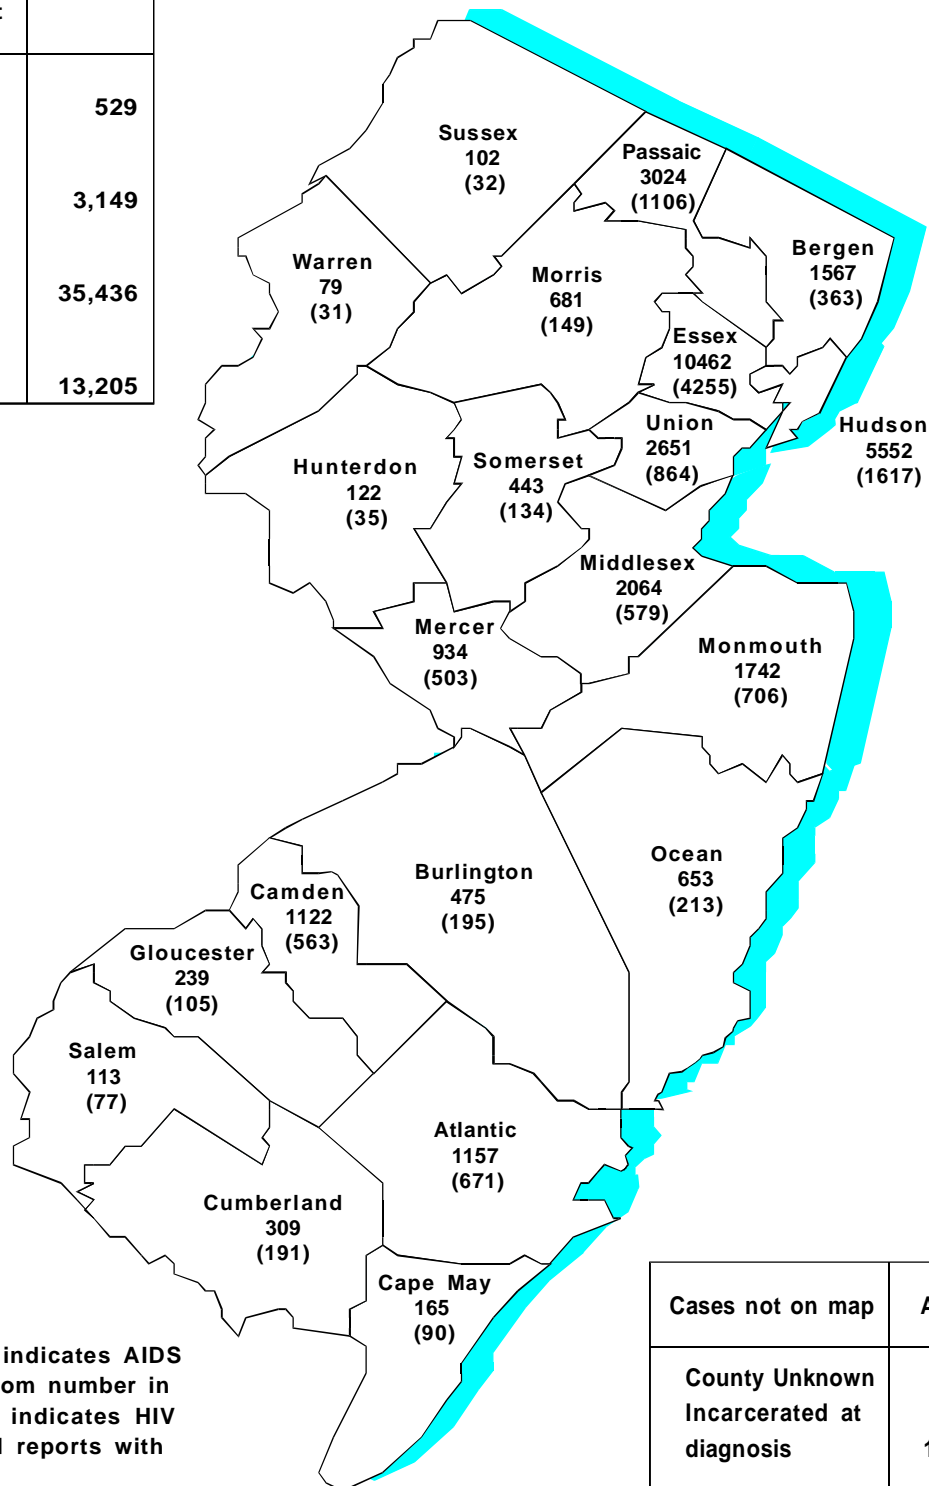 529
3,149
35,436
13,205
Sussex
102
(32)
Passaic
3024
(1106)
Bergen
1567
(363)
Warren
79
(31)
Morris
681
(149)
Essex
10462
(4255)
Hudson
5552
(1617)
Union
2651
(864)
Hunterdon
122
(35)
Somerset
443
(134)
Middlesex
2064
(579)
Mercer
934
(503)
Monmouth
1742
(706)
Ocean
653
(213)
Burlington
475
(195)
Camden
1122
(563)
Gloucester
239
(105)
Salem
113
(77)
Atlantic
1157
(671)
Cumberland
309
(191)
Cape May
165
(90)
indicates AIDS
om number in
indicates HIV
reports with
Cases not on map
County Unknown
Incarcerated at
diagnosis